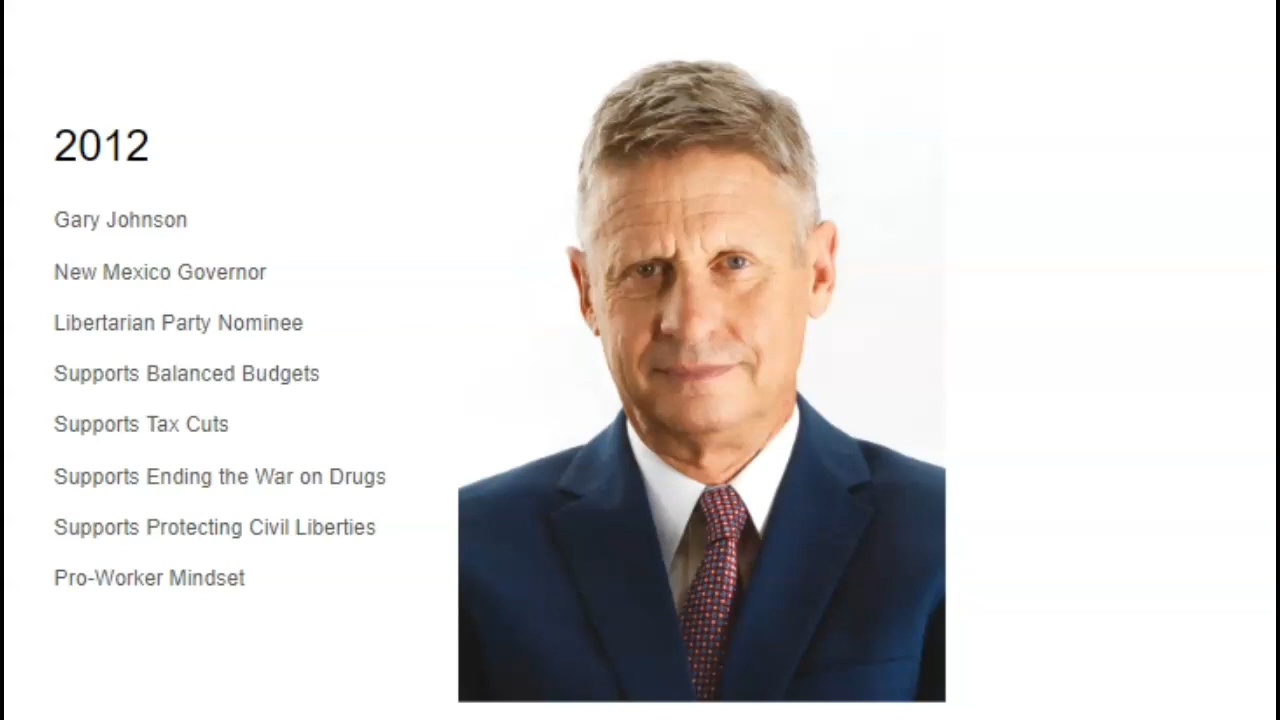 2012
Gary Johnson
New Mexico Governor
Libertarian Party Nominee
Supports Balanced Budgets
Supports Tax Cuts
Supports Ending the War on Drugs
Supports Protecting Civil Liberties
Pro-Worker Mindset